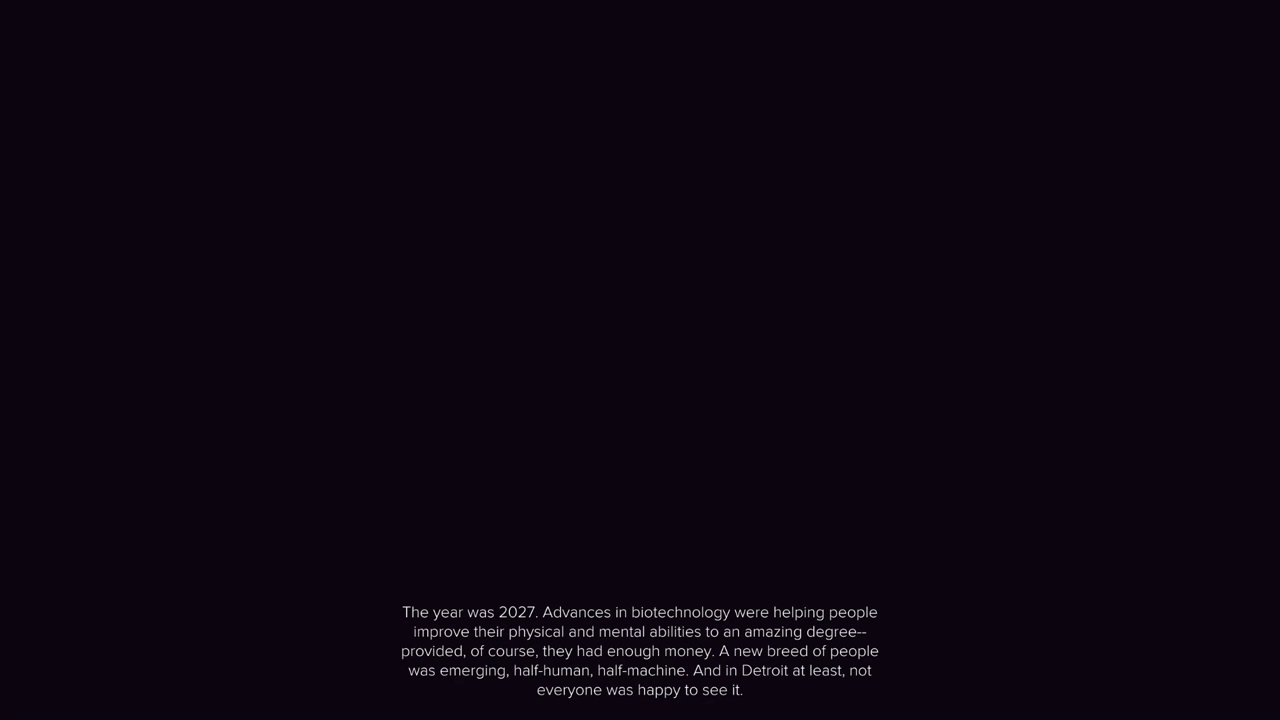 The year was 2027. Advances in biotechnology were helping people
improve their physical and mental abilities to an amazing degree--
provided, of course, they had enough money. A new breed of people
was emerging, half-human, half-machine. And in Detroit at least, not
everyone was happy to see it.